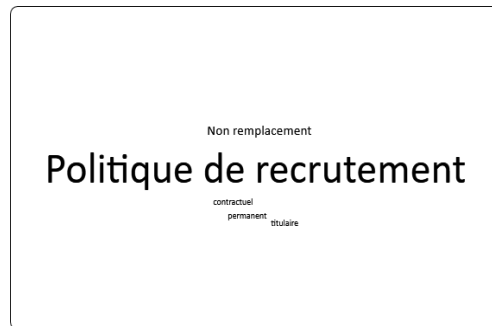 Non remplacement
Politique de recrutement
contractuel
permanent
titulaire